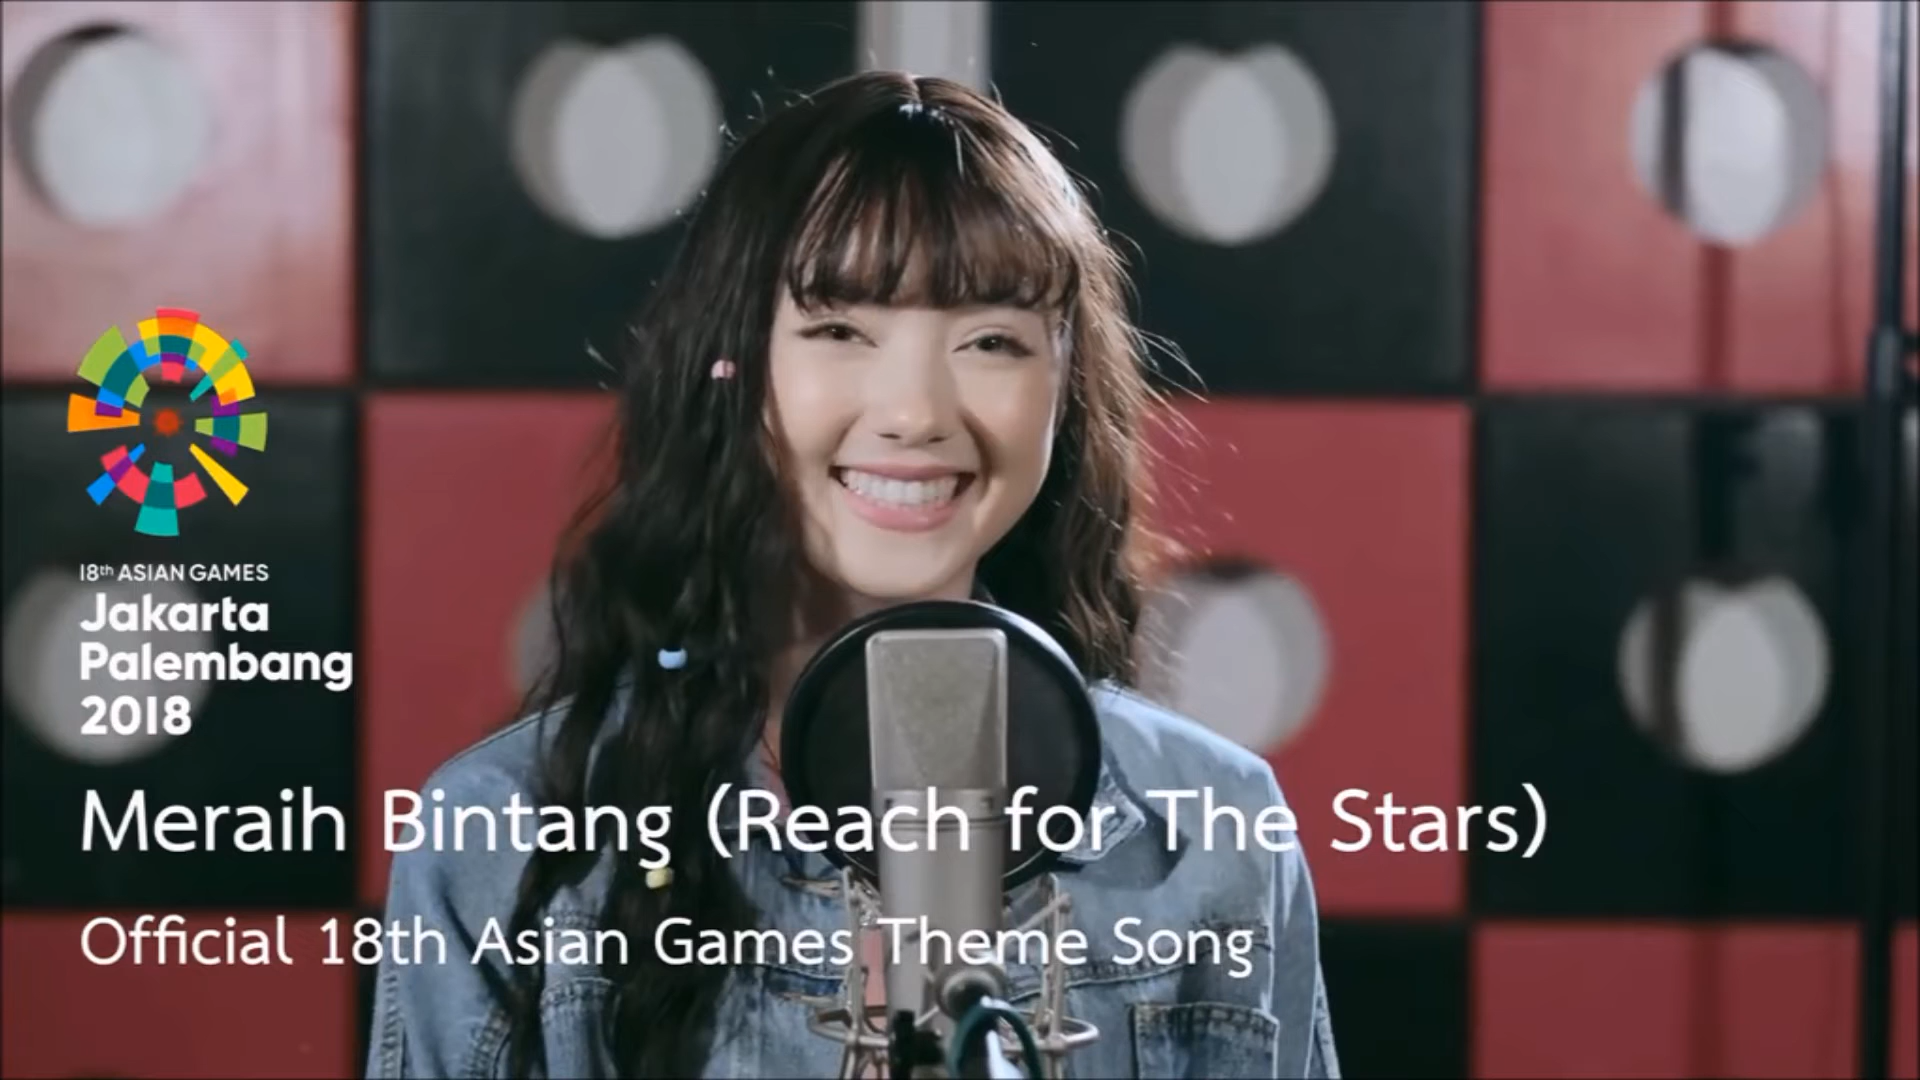 18th ASIAN GAMES
Jakarta
Palembang
2018
Meraih Bintang (Reach for The Stars)
Official 18th Asian Games Theme Song